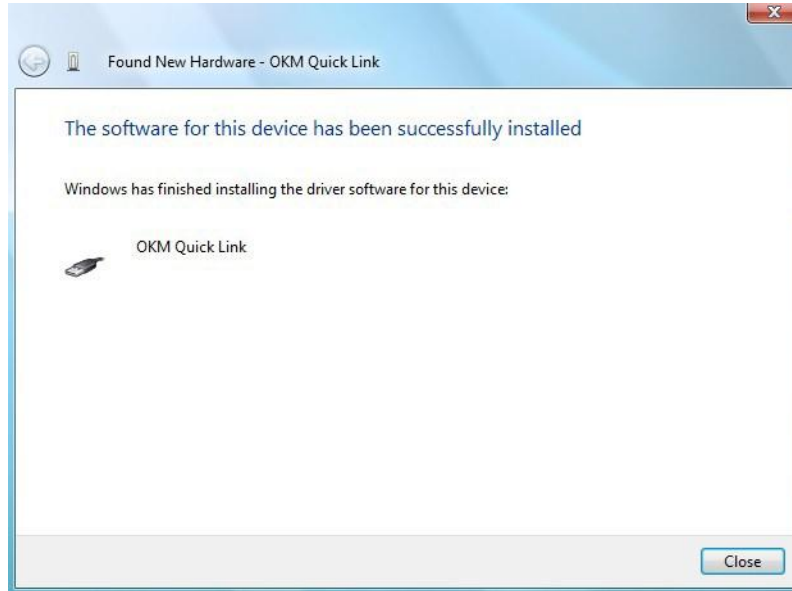 Found New Hardware - OKM Quick Link
The software for this device has been successfully installed
Windows has finished installing the driver software for this device:
OKM Quick Link
Close